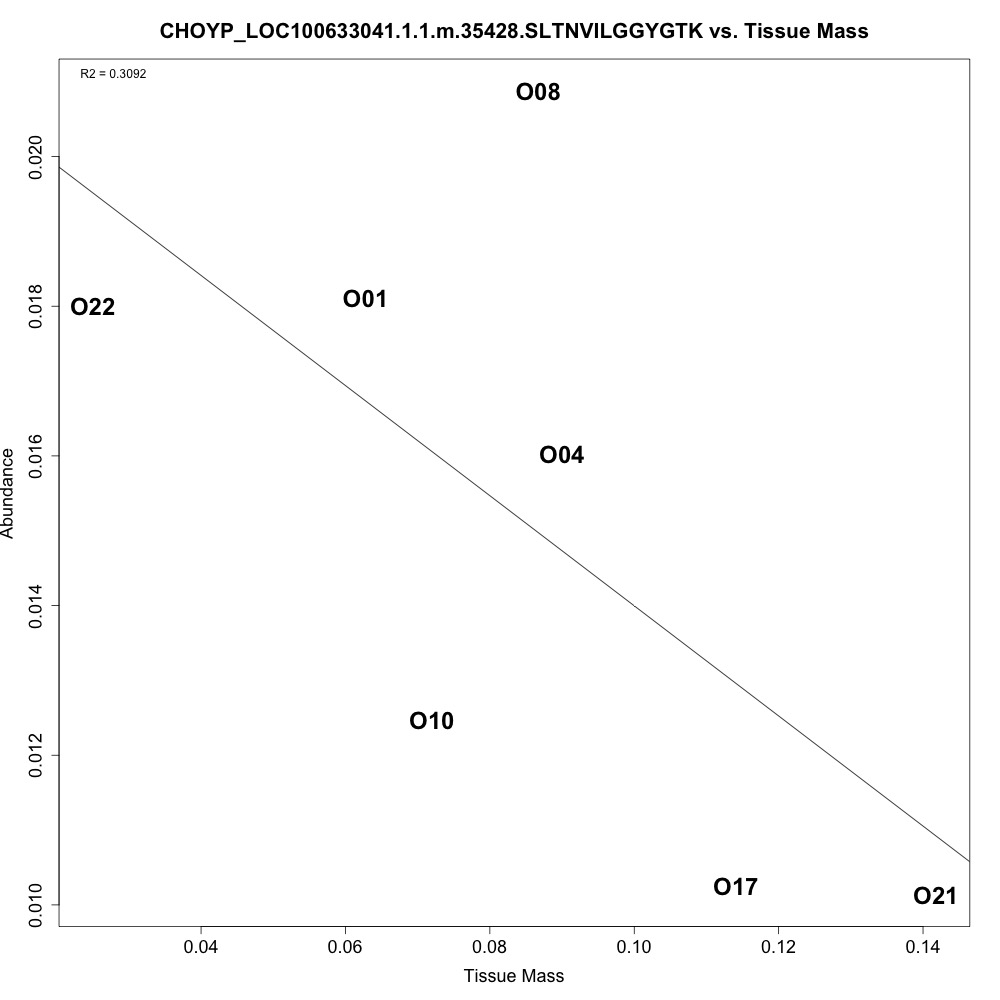 CHOYP_LOC100633041.1.1.m.35428.SLTNVILGGYGTK vs. Tissue Mass
R2 = 0.3092
O08
O22
O01
O04
O10
O17
O21
Abundance
0.020
0.018
0.016
0.014
0.012
0.010
0.04 0.06 0.08 0.10 0.12 0.14
Tissue Mass